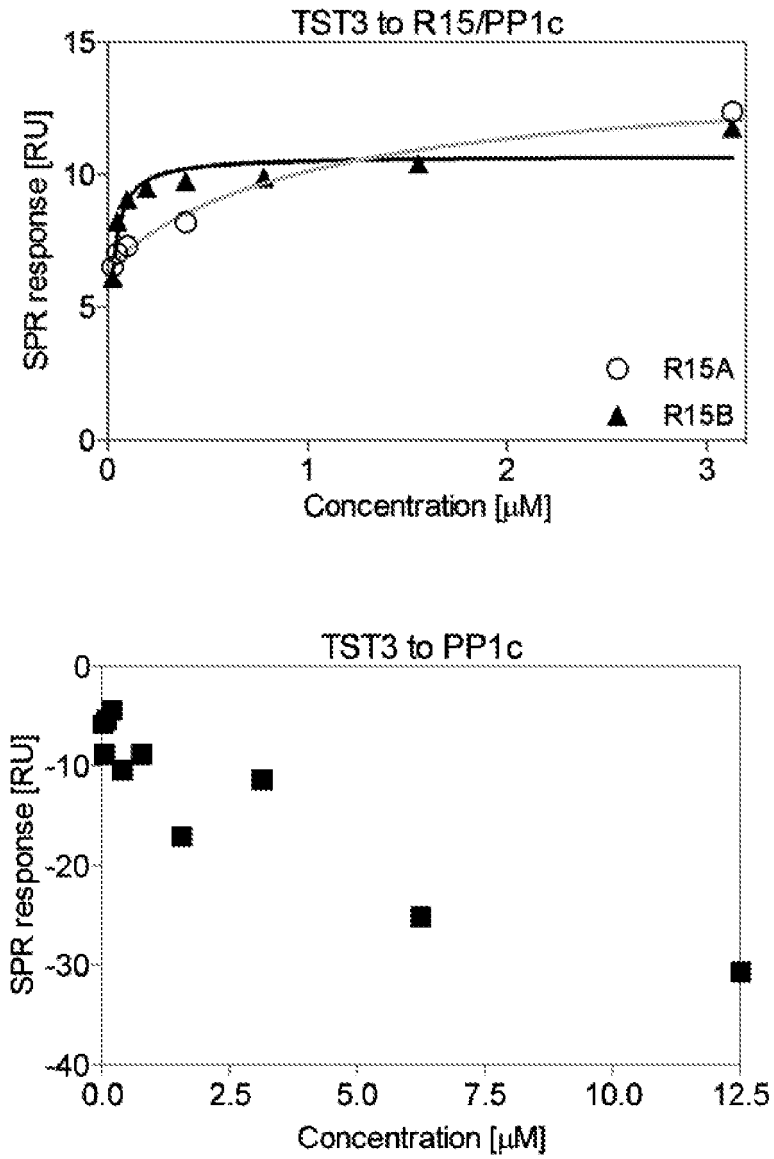 TST3 to R15/PP1c
SPR response [RU]
15
10
5
0
R15A
R15B
0 1 2 3
Concentration [μM]
TST3 to PP1c
SPR response [RU]
0
-10
-20
-30
-40
0.0 2.5 5.0 7.5 10.0 12.5
Concentration [μM]